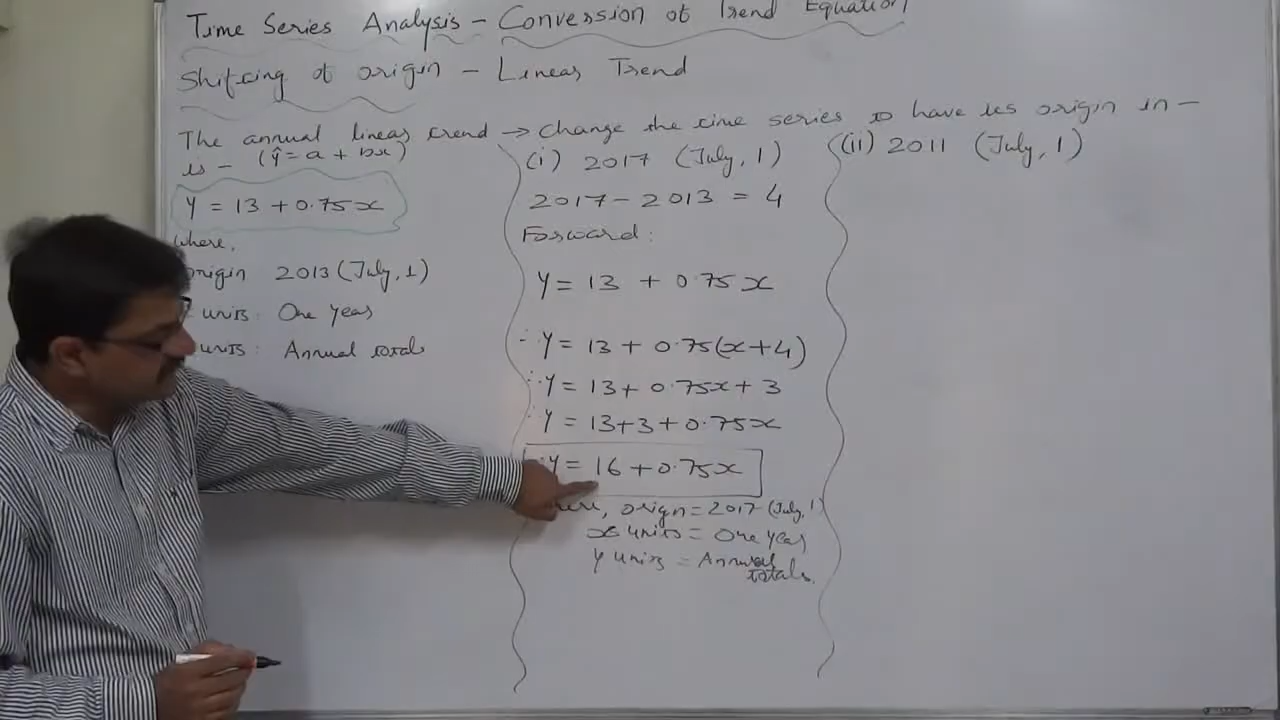 Time Series Analysis - Conversion of Trend Equation
Shifting of origin - Linear Trend
The annual linear trend → Change the time series to have its origin in -
is - (ŷ = a + bx)
Y = 13 + 0.75x
where,
origin 2013 (July, 1)
units: One year
units: Annual totals
(i) 2017 (July, 1)
2017 - 2013 = 4
Forward:
Y = 13 + 0.75x
∴ Y = 13 + 0.75(x+4)
∴ Y = 13 + 0.75x + 3
∴ Y = 13+3+0.75x
∴ Y = 16 + 0.75x
origin = 2017 (July, 1)
x units = One year
Y units = Annual
totals.
(ii) 2011 (July, 1)